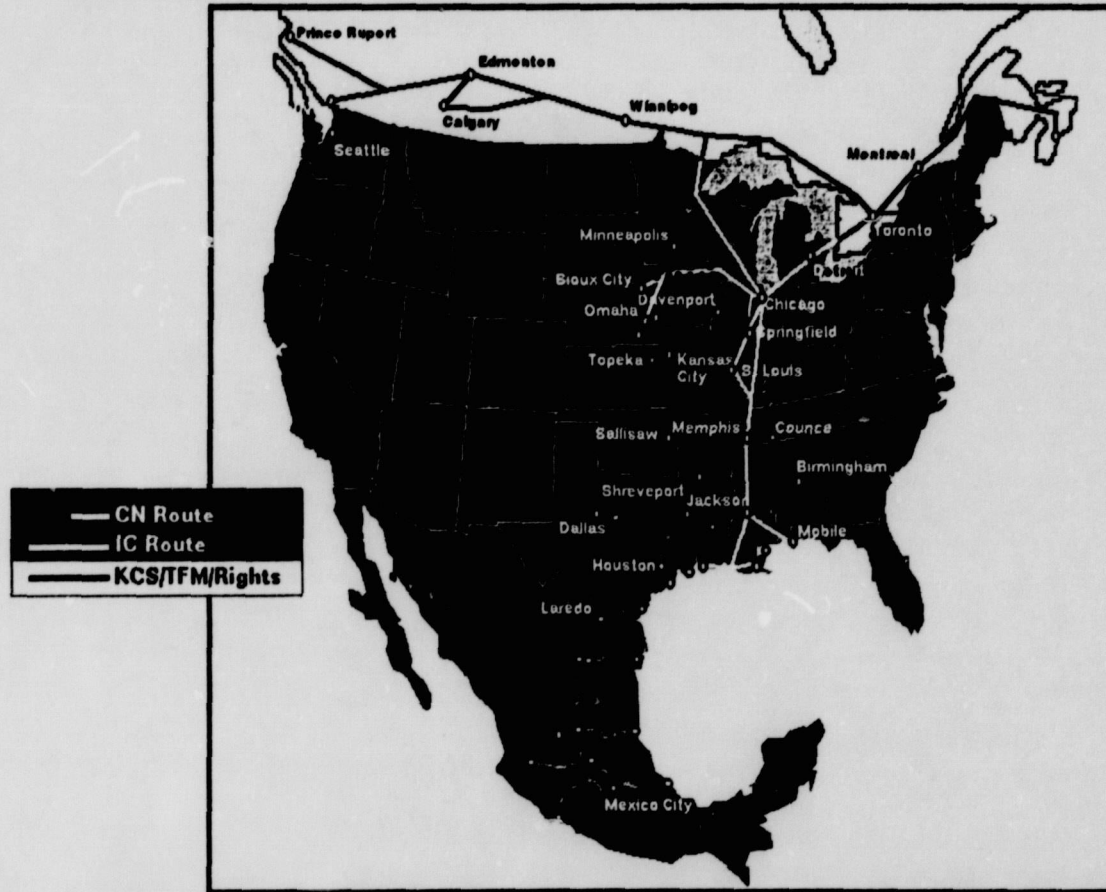 Prince Rupert
Edmonton
Calgary
Winnipeg
Seattle
Montreal
Toronto
Minneapolis
Detroit
Sioux City
Davenport
Chicago
Omaha
Springfield
Topeka
Kansas
City
St. Louis
Sallisaw
Memphis
Counce
Birmingham
Shreveport
Jackson
Dallas
Mobile
Houston
Laredo
Mexico City
CN Route
IC Route
KCS/TFM/Rights